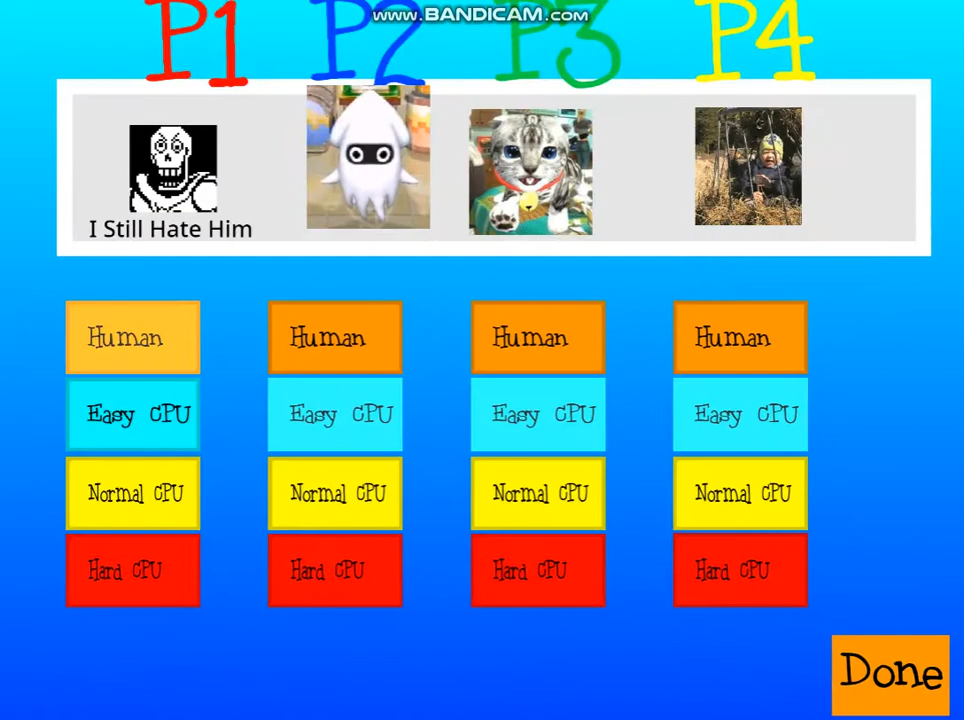 www.BANDICAM.com
P1 P2 P3 P4
I Still Hate Him
Human Human Human Human
Easy CPU Easy CPU Easy CPU Easy CPU
Normal CPU Normal CPU Normal CPU Normal CPU
Hard CPU Hard CPU Hard CPU Hard CPU
Done